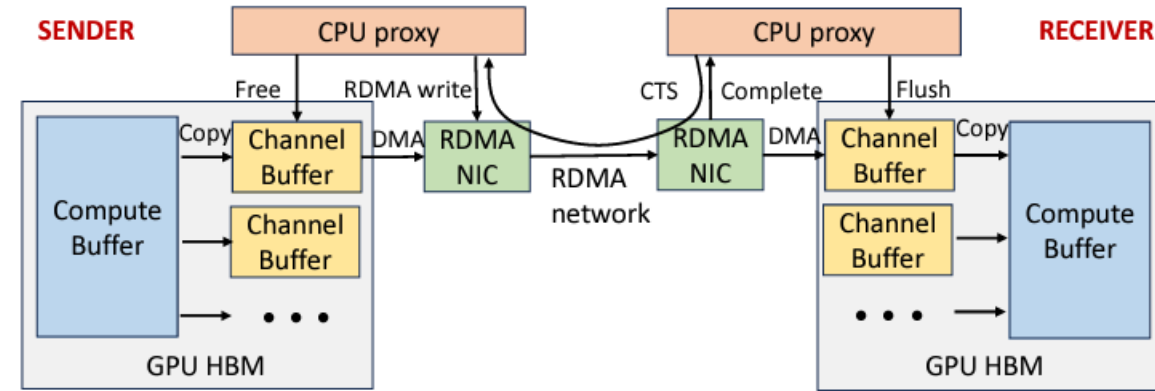 SENDER
CPU proxy
CPU proxy
RECEIVER
Free
RDMA write
CTS
Complete
Flush
Copy
Channel
Buffer
DMA
RDMA
NIC
RDMA
NIC
DMA
Channel
Buffer
Copy
RDMA
network
Compute
Buffer
Channel
Buffer
Channel
Buffer
Compute
Buffer
• • •
• • •
GPU HBM
GPU HBM